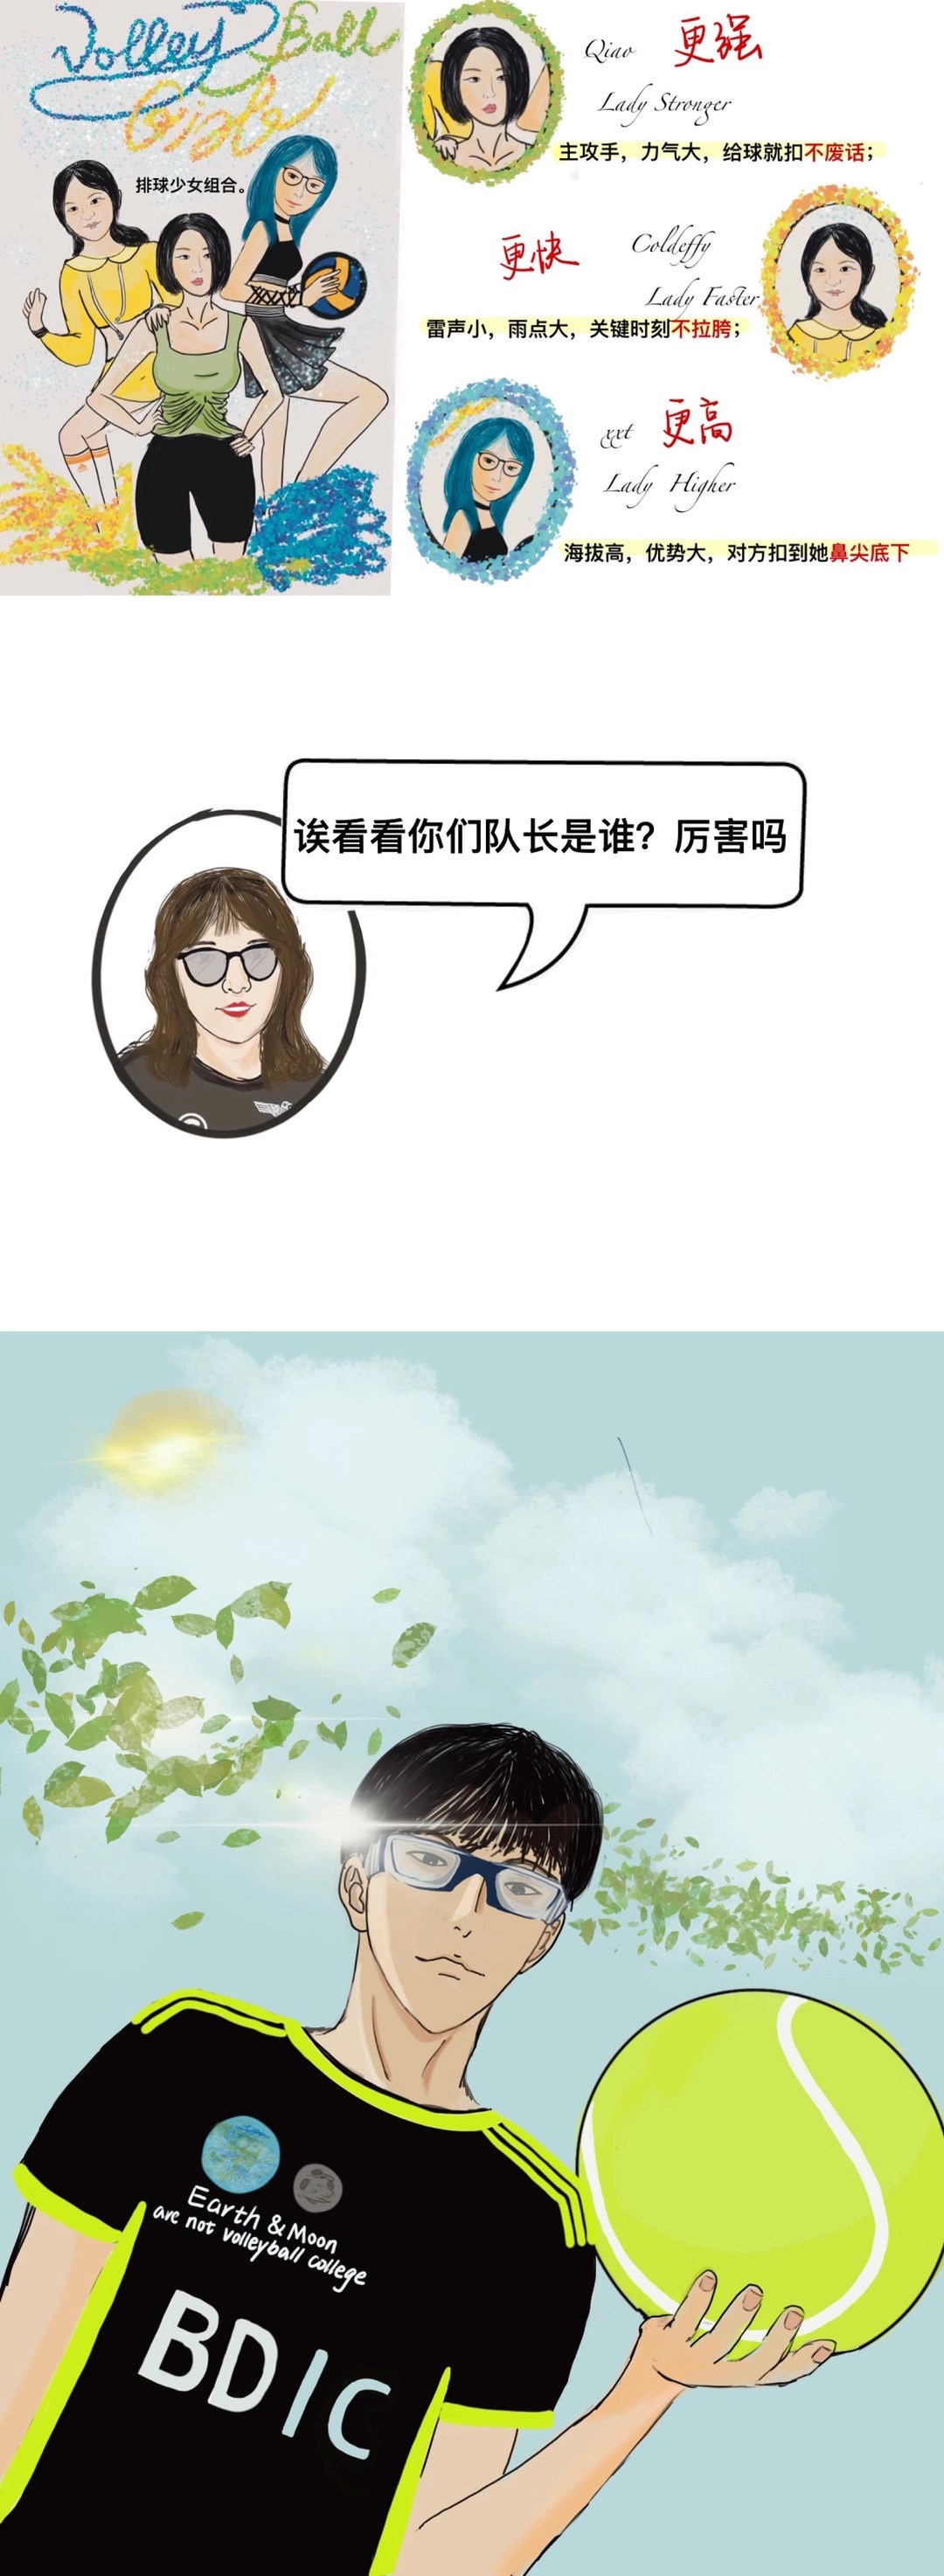 Volley Ball
Girls
排球少女组合。
Qiao 更强
Lady Stronger
主攻手，力气大，给球就扣不废话；
更快 Coldeffy
Lady Faster
雷声小，雨点大，关键时刻不拉胯；
xxt 更高
Lady Higher
海拔高，优势大，对方扣到她鼻尖底下
诶看看你们队长是谁？厉害吗
Earth & Moon
are not volleyball college
BDIC